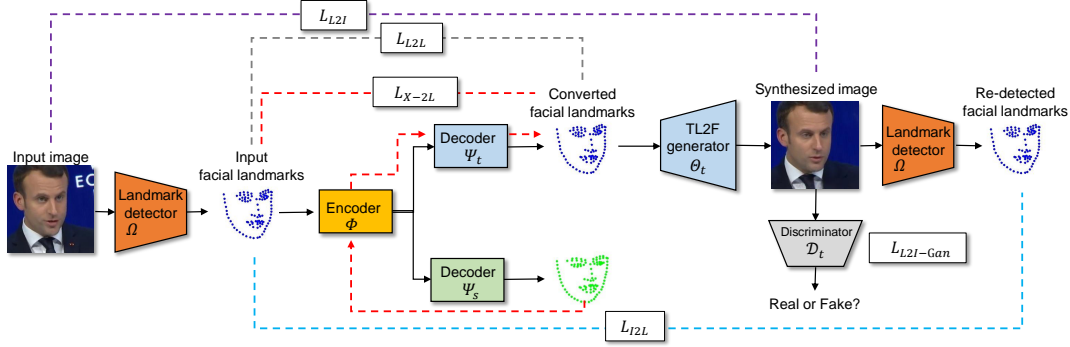 L_{L2I}
L_{L2L}
L_{X−2L}
Input image
EC
Landmark
detector
Ω
Input
facial landmarks
Encoder
Φ
Decoder
Ψ_t
Decoder
Ψ_s
Converted
facial landmarks
TL2F
generator
Θ_t
Synthesized image
Landmark
detector
Ω
Re-detected
facial landmarks
Discriminator
𝒟_t
L_{L2I−Gan}
Real or Fake?
L_{I2L}